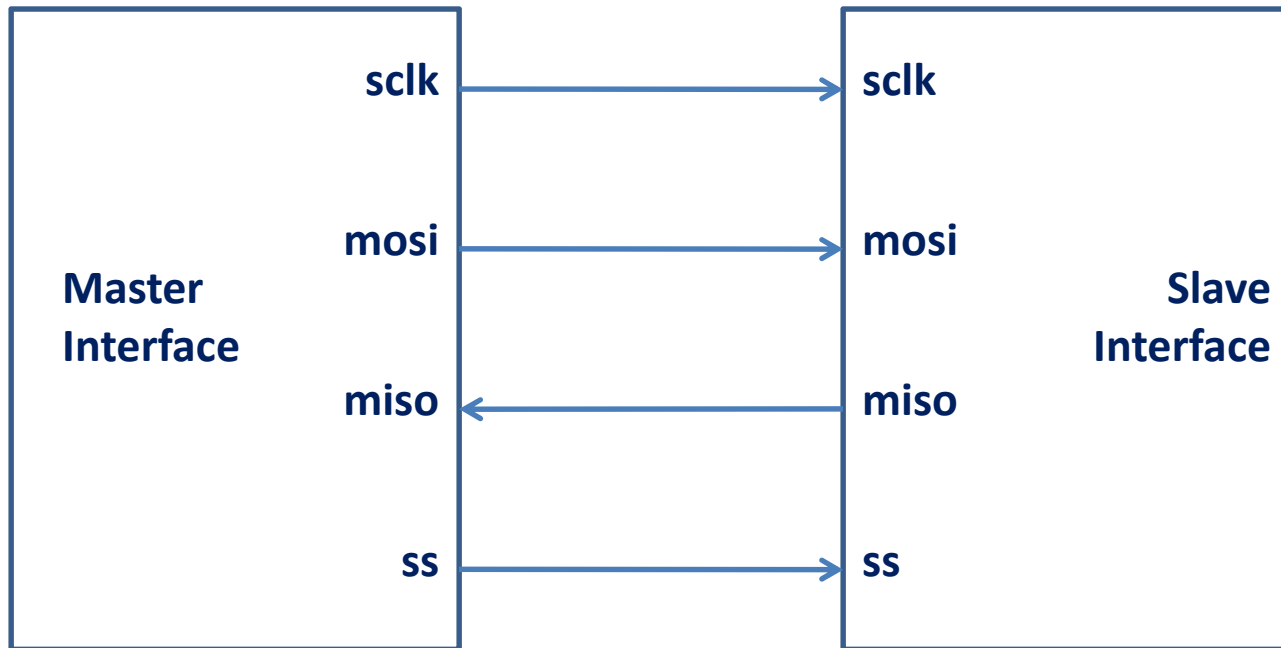 sclk
sclk
mosi
mosi
Master
Interface
Slave
Interface
miso
miso
ss
ss